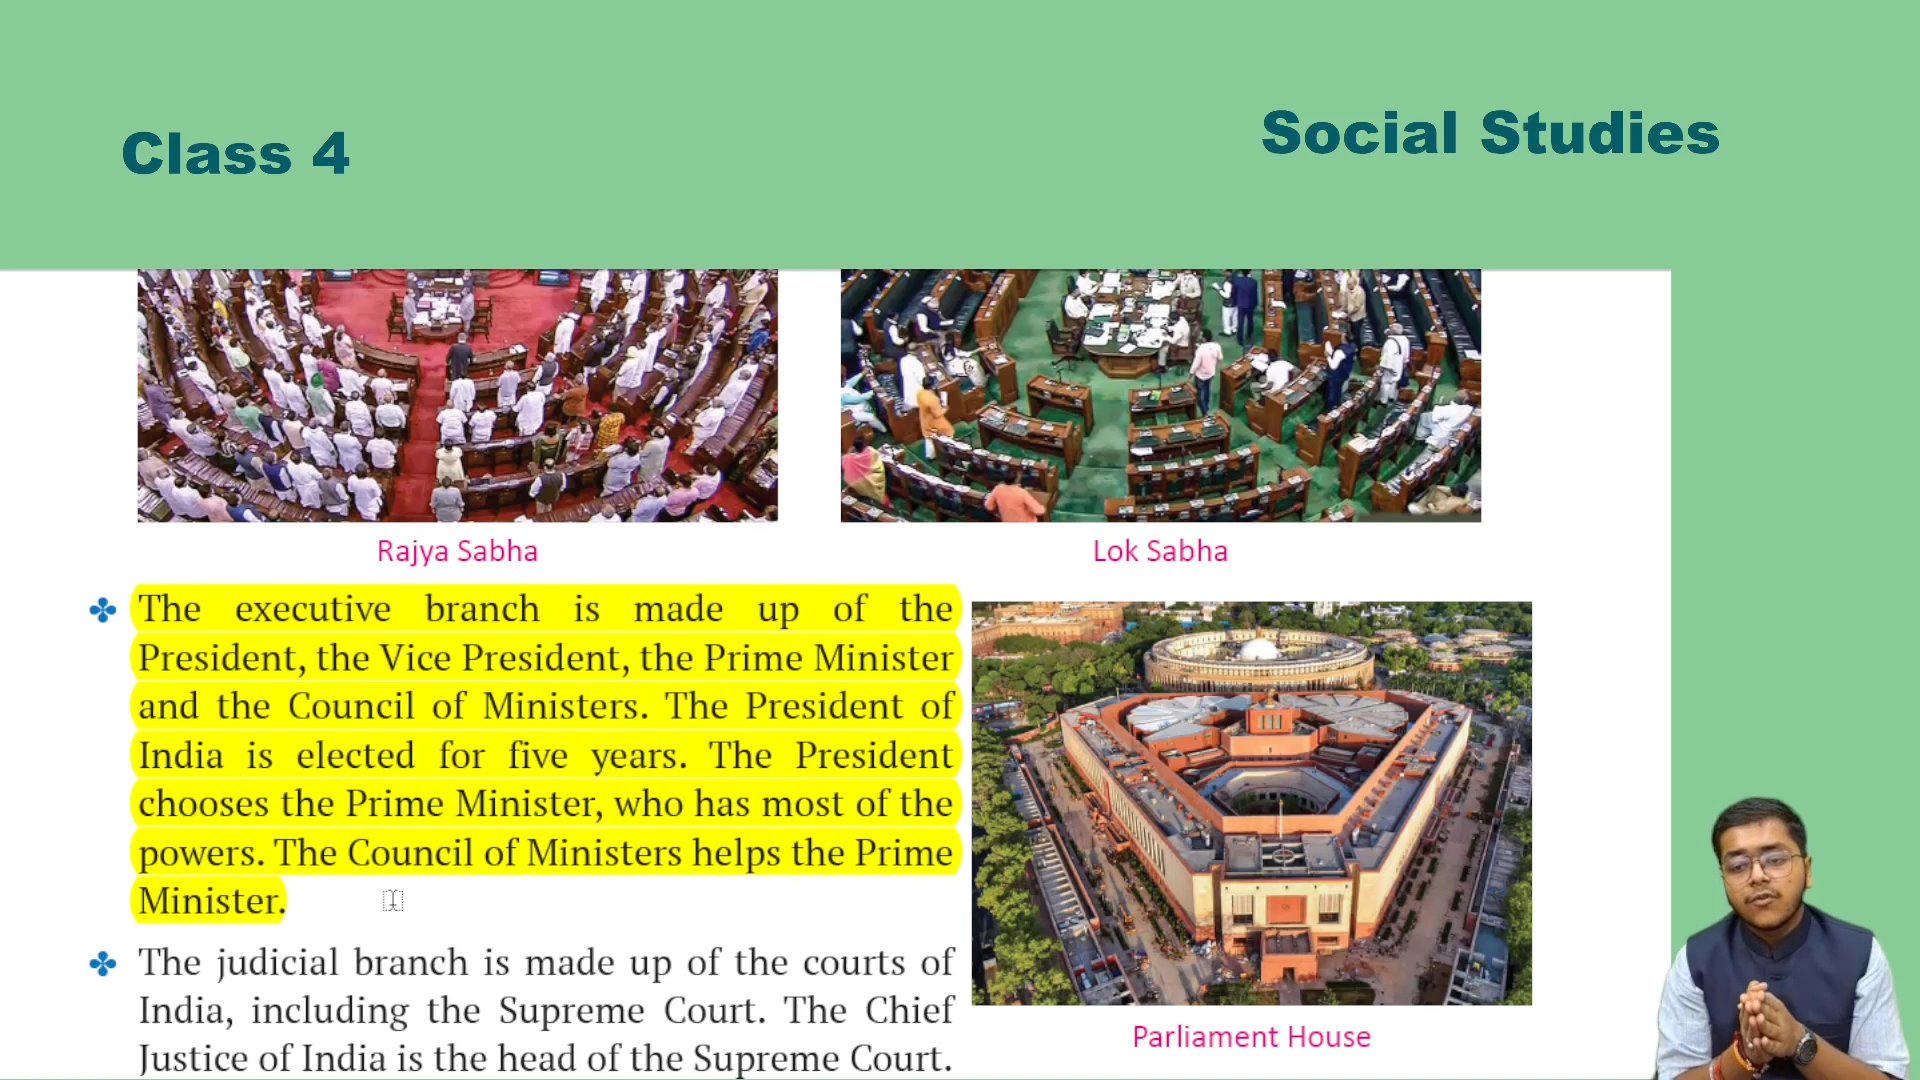 Class 4
Social Studies
Rajya Sabha
Lok Sabha
The executive branch is made up of the
President, the Vice President, the Prime Minister
and the Council of Ministers. The President of
India is elected for five years. The President
chooses the Prime Minister, who has most of the
powers. The Council of Ministers helps the Prime
Minister.
The judicial branch is made up of the courts of
India, including the Supreme Court. The Chief
Justice of India is the head of the Supreme Court.
Parliament House